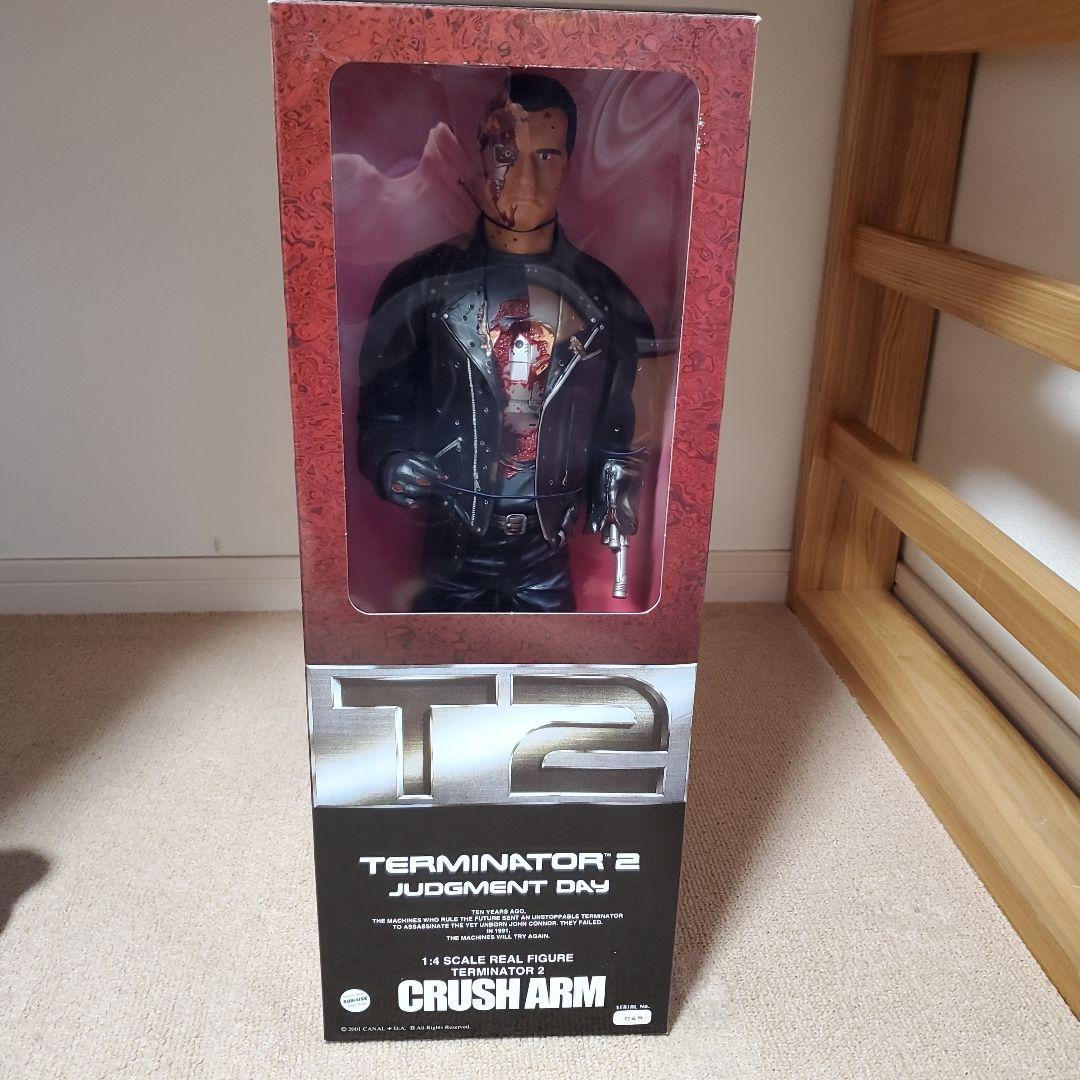 T2
TERMINATOR™ 2
JUDGMENT DAY
TEN YEARS AGO,
THE MACHINES WHO RULE THE FUTURE SENT AN UNSTOPPABLE TERMINATOR
TO ASSASSINATE THE YET UNBORN JOHN CONNOR. THEY FAILED.
IN 1991,
THE MACHINES WILL TRY AGAIN.
1:4 SCALE REAL FIGURE
TERMINATOR 2
CRUSH ARM
SERIAL No.
© 2001 CANAL + D.A. All Rights Reserved.